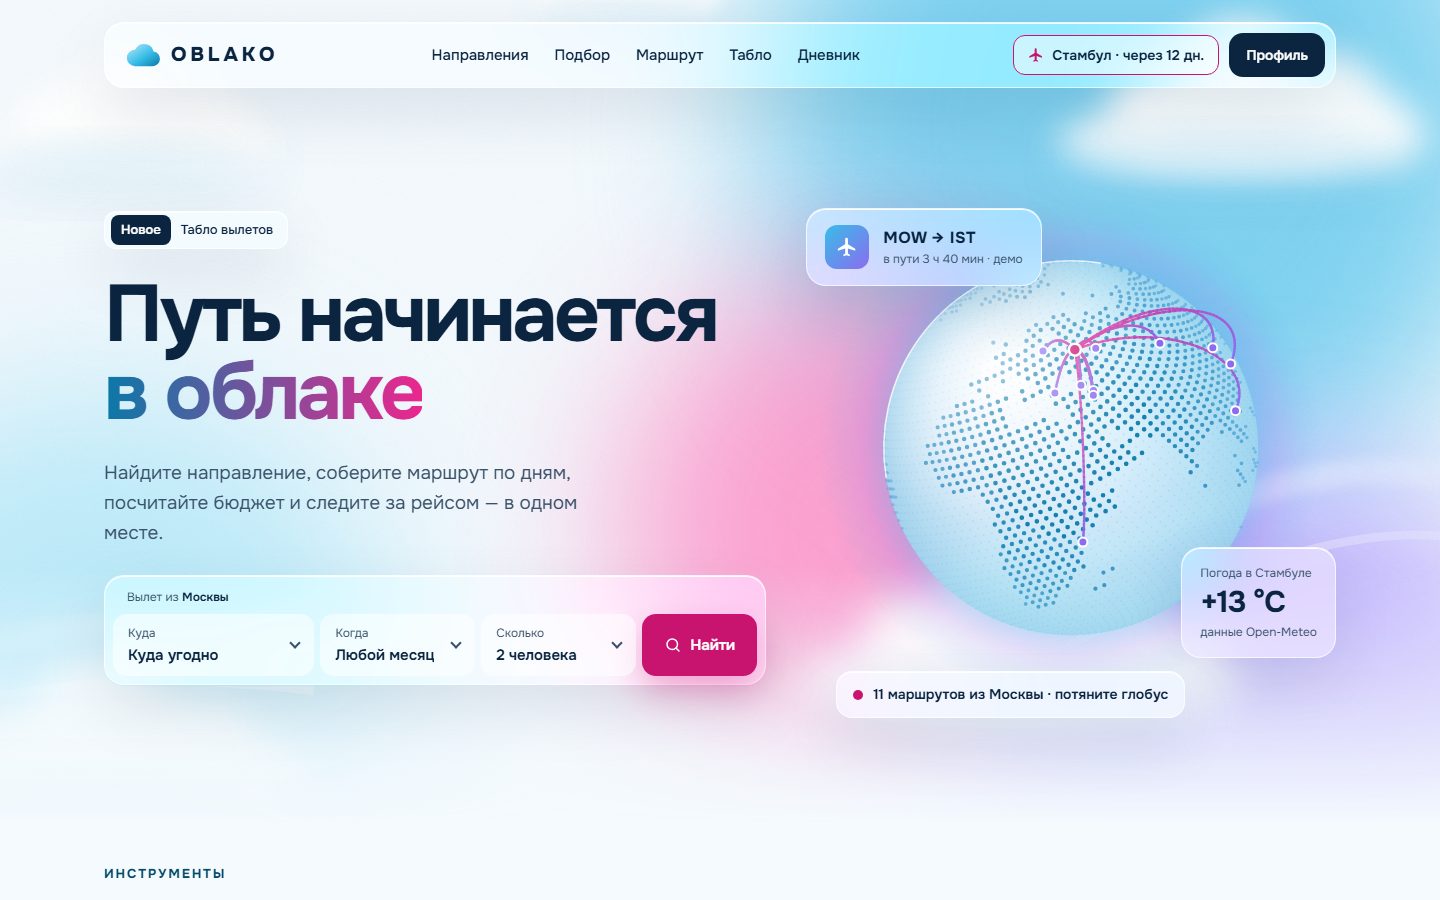 OBLAKO
Направления
Подбор
Маршрут
Табло
Дневник
Стамбул · через 12 дн.
Профиль
Новое
Табло вылетов
Путь начинается
в облаке
Найдите направление, соберите маршрут по дням,
посчитайте бюджет и следите за рейсом — в одном
месте.
Вылет из Москвы
Куда
Куда угодно
Когда
Любой месяц
Сколько
2 человека
Найти
MOW → IST
в пути 3 ч 40 мин · демо
Погода в Стамбуле
+13 °C
данные Open-Meteo
11 маршрутов из Москвы · потяните глобус
ИНСТРУМЕНТЫ